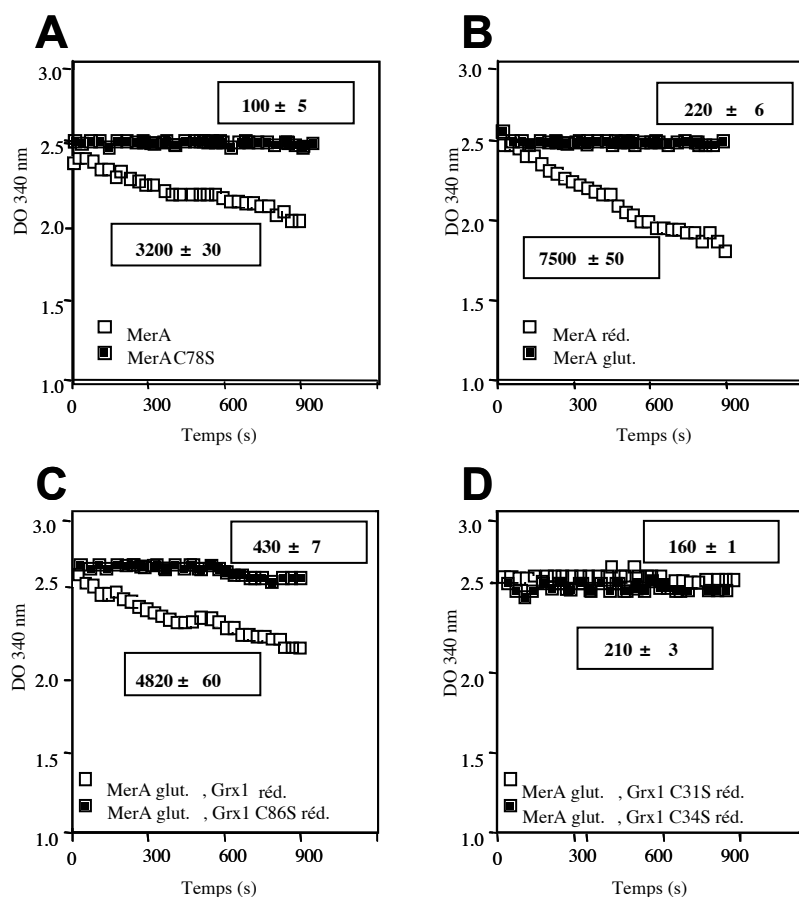 A
3.0
100 ± 5
2.5
DO 340 nm
2.0
3200 ± 30
1.5
MerA
MerA C78S
1.0
0 300 600 900
Temps (s)
B
3.0
220 ± 6
2.5
DO 340 nm
2.0
7500 ± 50
1.5
MerA réd.
MerA glut.
1.0
0 300 600 900
Temps (s)
C
3.0
430 ± 7
2.5
DO 340 nm
2.0
4820 ± 60
1.5
MerA glut. , Grx1 réd.
MerA glut. , Grx1 C86S réd.
1.0
0 300 600 900
Temps (s)
D
3.0
160 ± 1
2.5
DO 340 nm
210 ± 3
2.0
1.5
MerA glut. , Grx1 C31S réd.
MerA glut. , Grx1 C34S réd.
1.0
0 300 600 900
Temps (s)